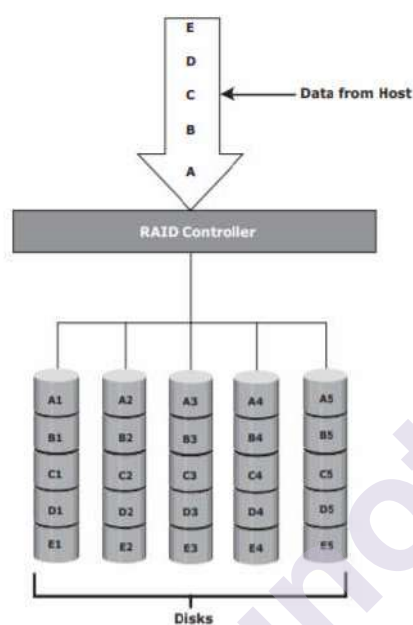 E
D
C
Data from Host
B
A
RAID Controller
A1 A2 A3 A4 A5
B1 B2 B3 B4 B5
C1 C2 C3 C4 C5
D1 D2 D3 D4 D5
E1 E2 E3 E4 E5
Disks